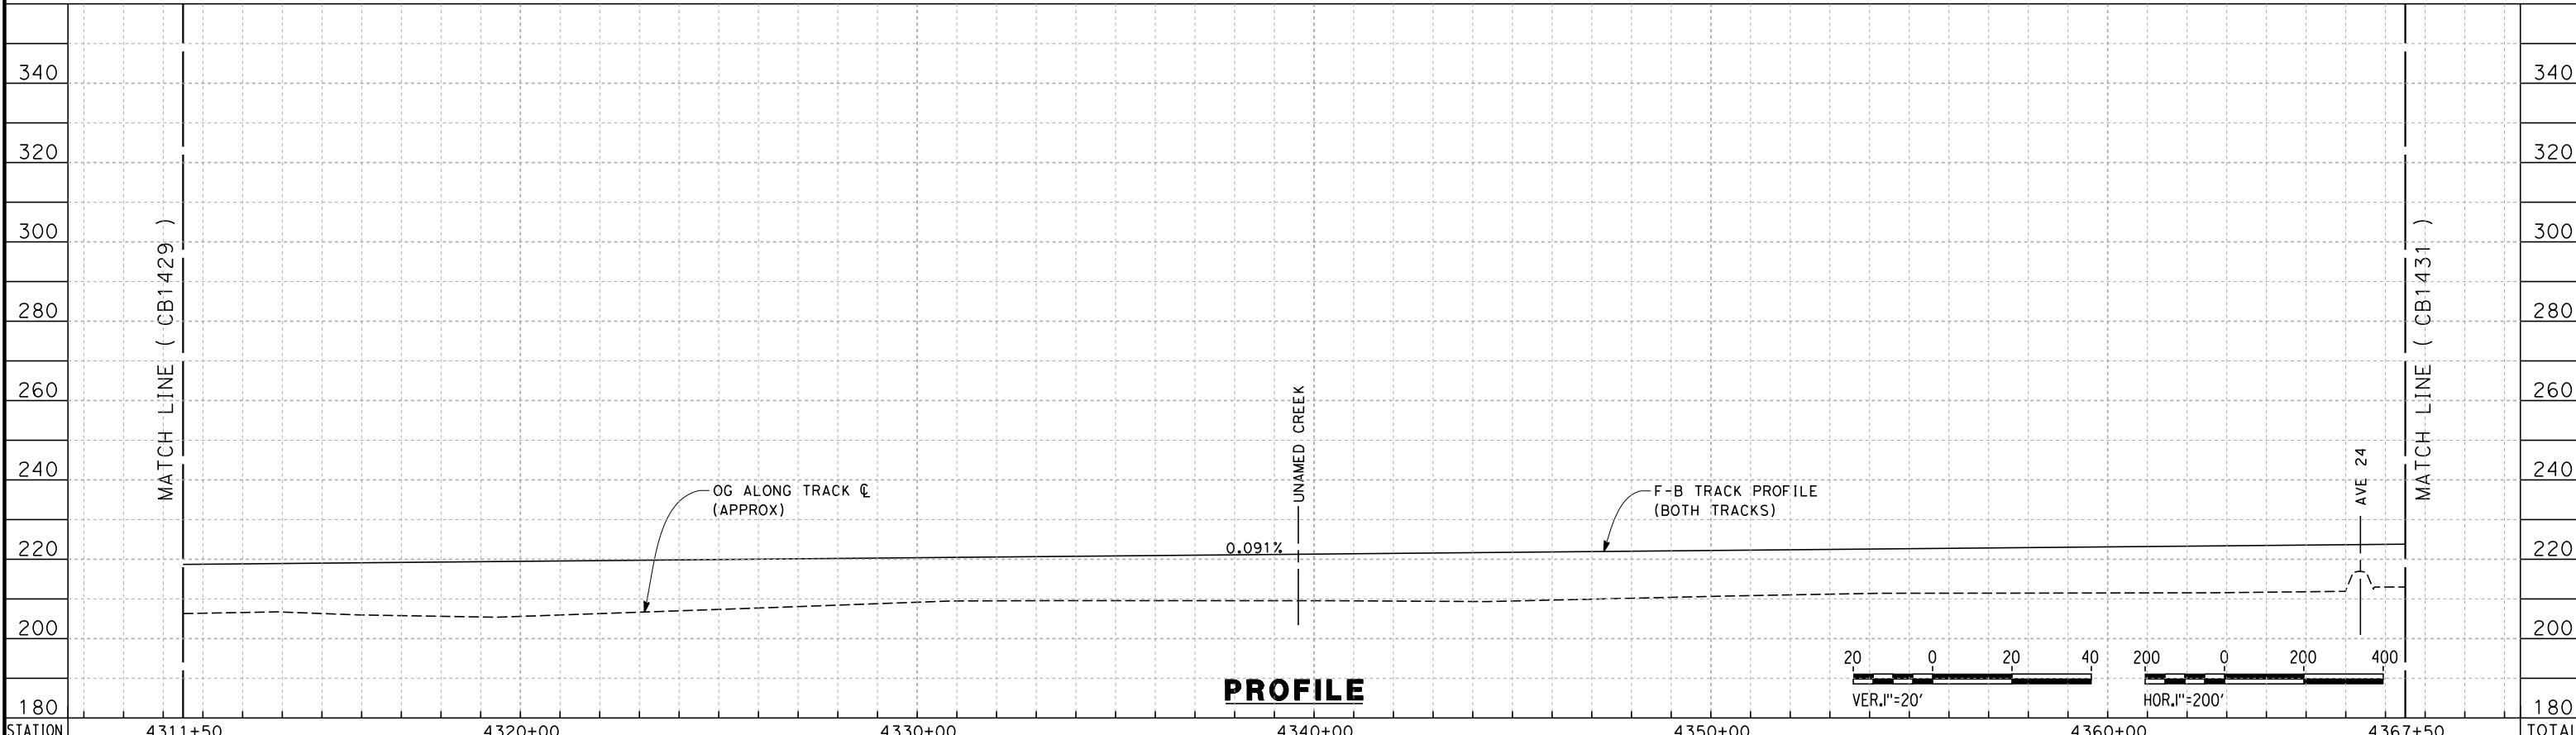 340
340
320
320
300
300
280
280
260
260
240
240
220
220
200
200
180
180
MATCH LINE ( CB1429 )
MATCH LINE ( CB1431 )
OG ALONG TRACK ℄
(APPROX)
0.091%
UNAMED CREEK
F-B TRACK PROFILE
(BOTH TRACKS)
AVE 24
PROFILE
20 0 20 40
VER.1"=20'
200 0 200 400
HOR.1"=200'
STATION 4311+50 4320+00 4330+00 4340+00 4350+00 4360+00 4367+50 TOTAL